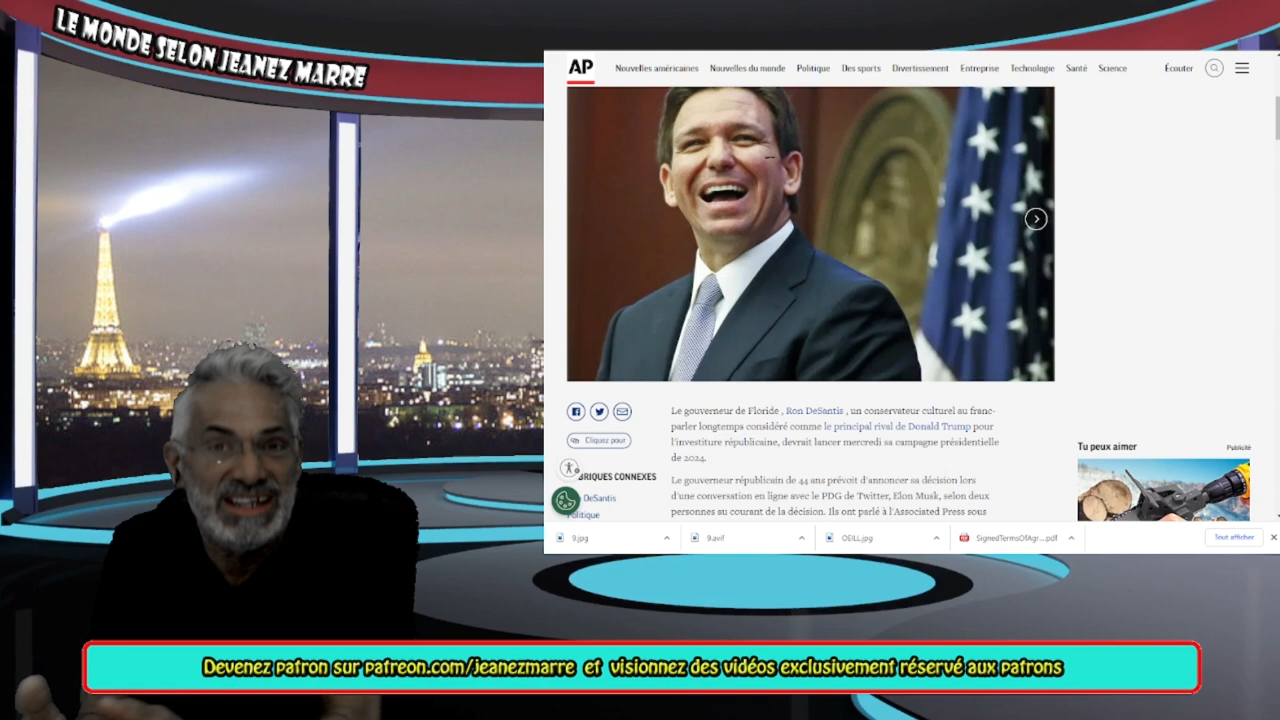 LE MONDE SELON JEANEZ MARRE
AP
Nouvelles américaines Nouvelles du monde Politique Des sports Divertissement Entreprise Technologie Santé Science Écouter
Le gouverneur de Floride , Ron DeSantis , un conservateur culturel au franc-
parler longtemps considéré comme le principal rival de Donald Trump pour
l'investiture républicaine, devrait lancer mercredi sa campagne présidentielle
de 2024.
Cliquez pour
BRIQUES CONNEXES
DeSantis
Politique
Le gouverneur républicain de 44 ans prévoit d'annoncer sa décision lors
d'une conversation en ligne avec le PDG de Twitter, Elon Musk, selon deux
personnes au courant de la décision. Ils ont parlé à l'Associated Press sous
Tu peux aimer
Publicité
9.jpg 9.avif OEILL.jpg SignedTermsOfAgr....pdf Tout afficher
Devenez patron sur patreon.com/jeanezmarre et visionnez des vidéos exclusivement réservé aux patrons